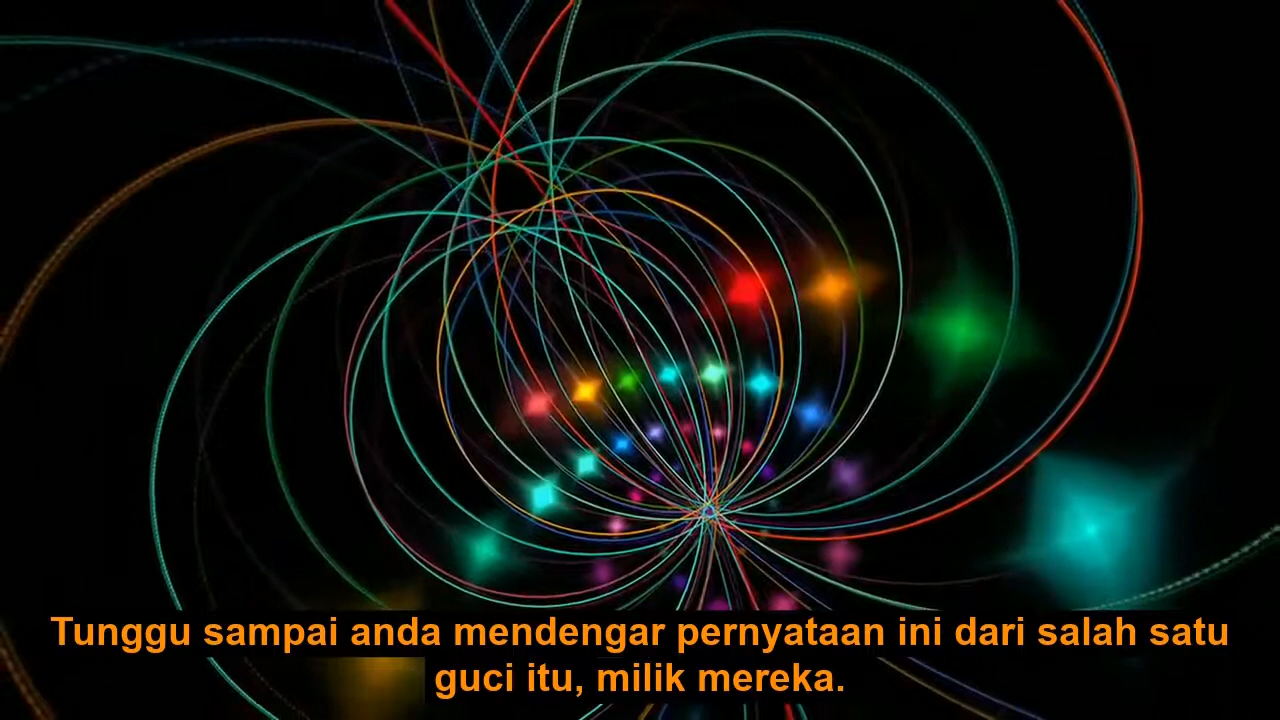 Tunggu sampai anda mendengar pernyataan ini dari salah satu
guci itu, milik mereka.